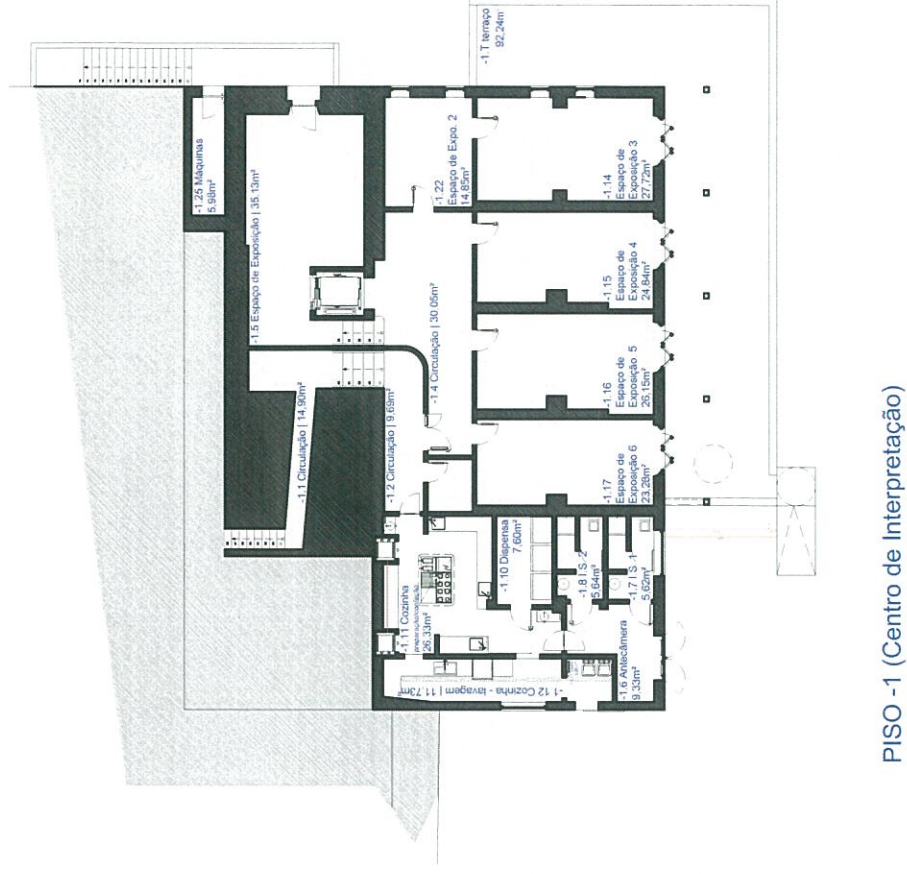 -1.T terraço
92,24m²
-1.25 Máquinas
5.98m²
-1.5 Espaço de Exposição | 35.13m²
-1.22
Espaço de Expo. 2
14,85m²
-1.14
Espaço de
Exposição 3
27,72m²
-1.15
Espaço de
Exposição 4
24,84m²
-1.16
Espaço de
Exposição 5
26,15m²
-1.17
Espaço de
Exposição 6
23,28m²
-1.4 Circulação | 30.05m²
-1.1 Circulação | 14,90m²
-1.2 Circulação | 9,69m²
-1.11 Cozinha
preparação/confeção
26,33m²
-1.10 Dispensa
7,60m²
-1.8 I.S. 2
5,64m²
-1.7 I.S. 1
5,62m²
-1.12 Cozinha - lavagem | 11,73m²
-1.6 Antecâmera
9,33m²
PISO -1 (Centro de Interpretação)